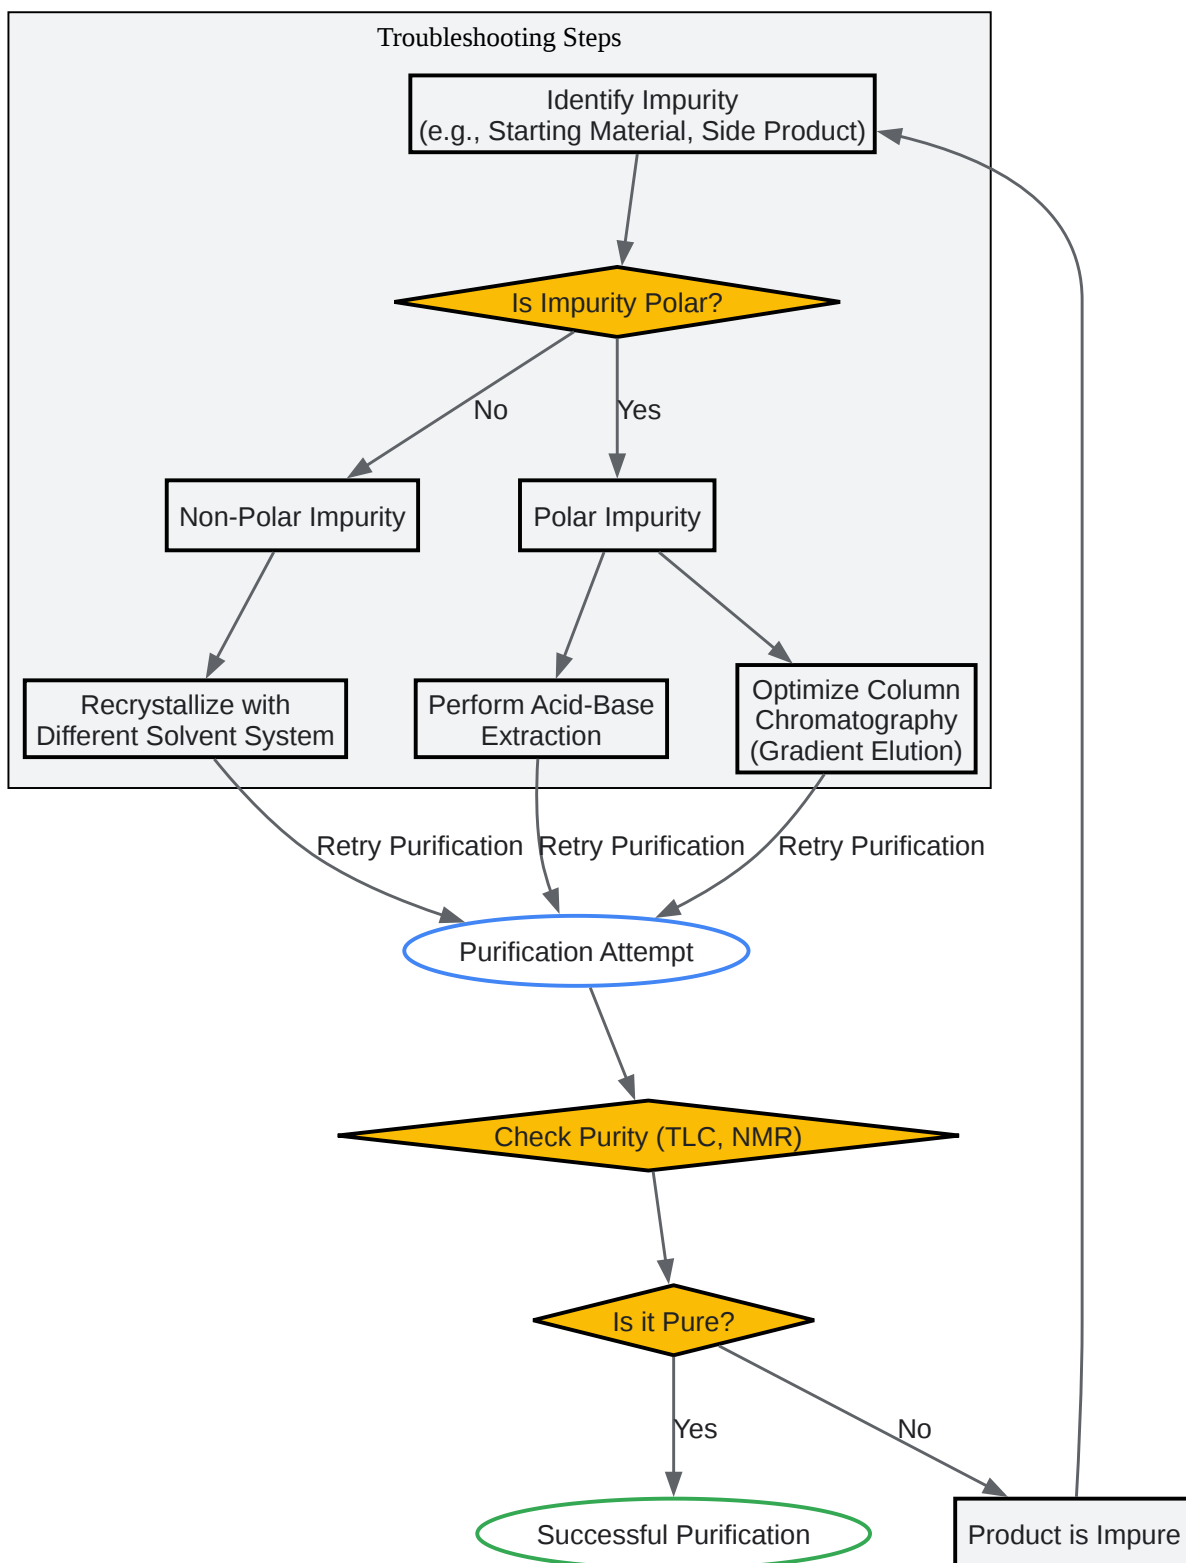 Troubleshooting Steps
Identify Impurity
(e.g., Starting Material, Side Product)
Is Impurity Polar?
No
Yes
Non-Polar Impurity
Polar Impurity
Recrystallize with
Different Solvent System
Perform Acid-Base
Extraction
Optimize Column
Chromatography
(Gradient Elution)
Retry Purification
Retry Purification
Retry Purification
Purification Attempt
Check Purity (TLC, NMR)
Is it Pure?
Yes
No
Successful Purification
Product is Impure